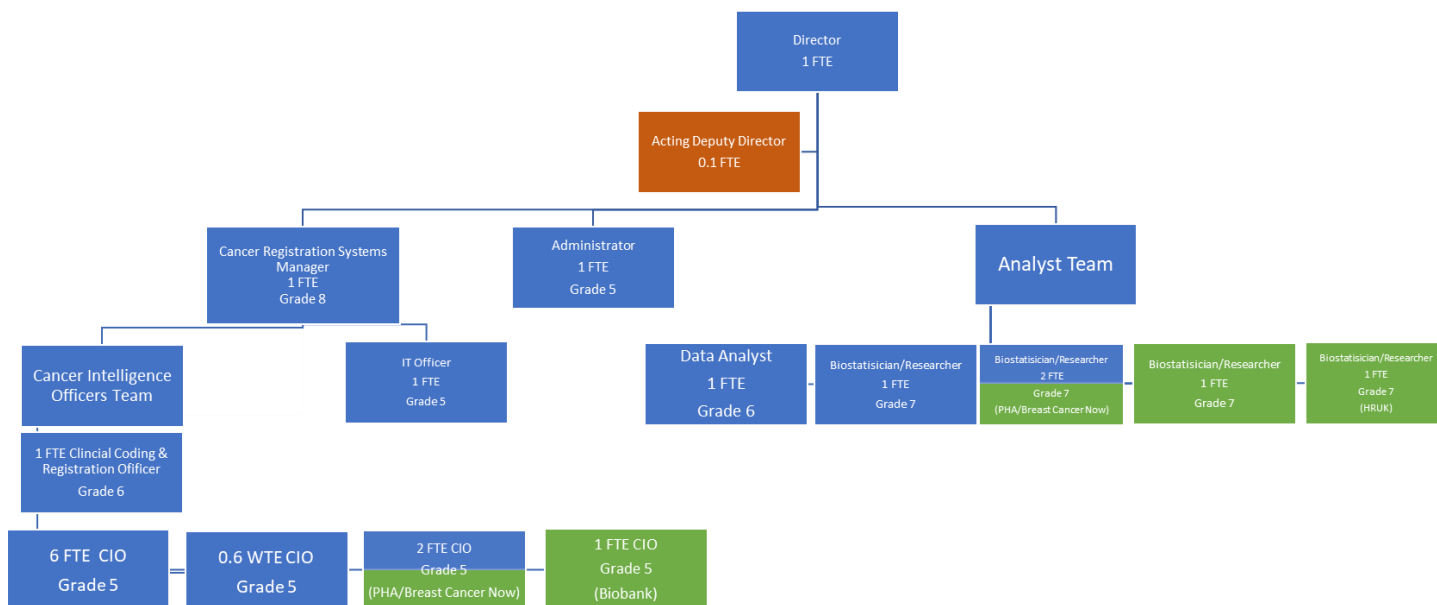 Director
1 FTE
Acting Deputy Director
0.1 FTE
Cancer Registration Systems
Manager
1 FTE
Grade 8
Administrator
1 FTE
Grade 5
Analyst Team
Cancer Intelligence
Officers Team
IT Officer
1 FTE
Grade 5
Data Analyst
1 FTE
Grade 6
Biostatisician/Researcher
1 FTE
Grade 7
Biostatisician/Researcher
2 FTE
Grade 7
(PHA/Breast Cancer Now)
Biostatisician/Researcher
1 FTE
Grade 7
Biostatisician/Researcher
1 FTE
Grade 7
(HRUK)
1 FTE Clincial Coding &
Registration Ofificer
Grade 6
6 FTE CIO
Grade 5
0.6 WTE CIO
Grade 5
2 FTE CIO
Grade 5
(PHA/Breast Cancer Now)
1 FTE CIO
Grade 5
(Biobank)